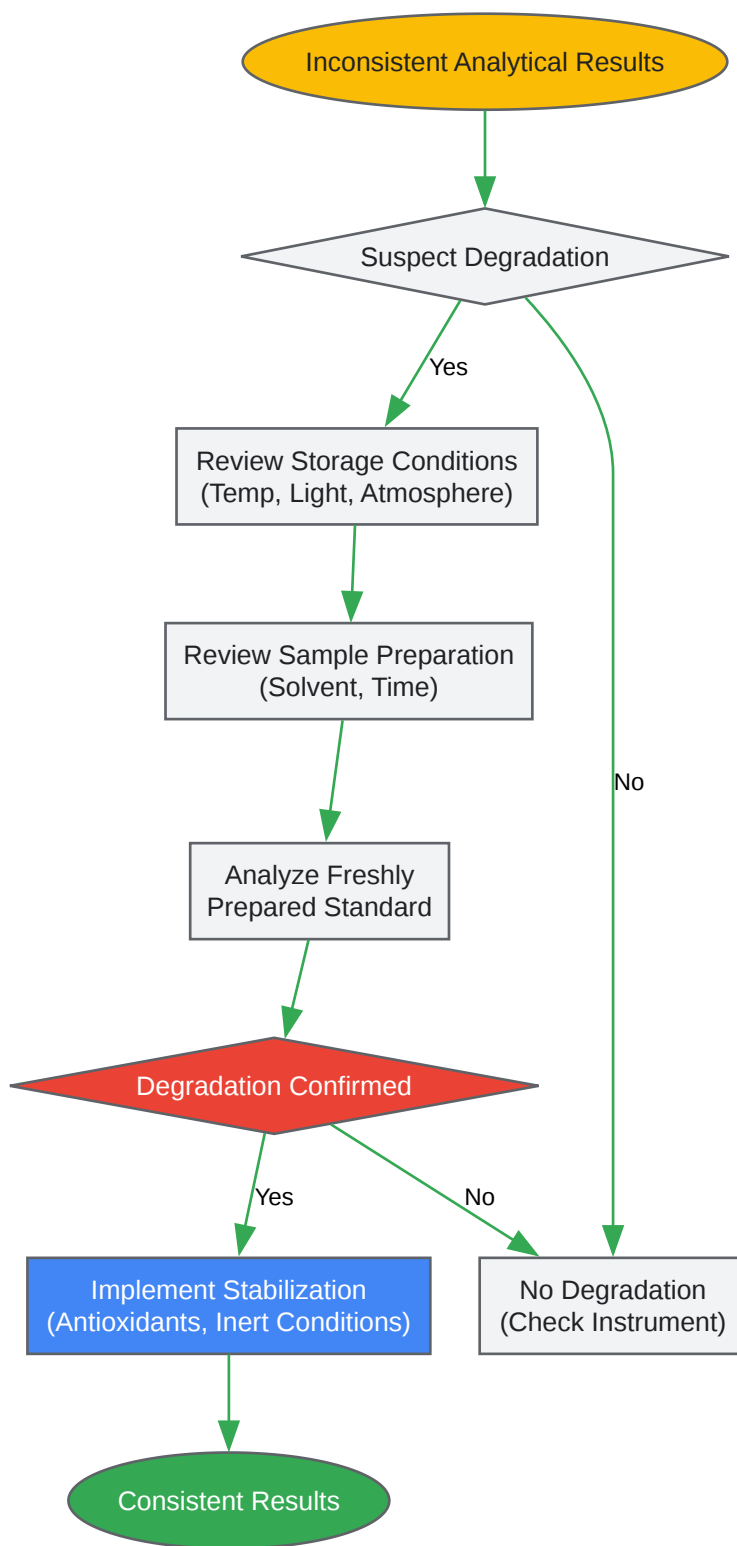 Inconsistent Analytical Results
Suspect Degradation
Yes
Review Storage Conditions
(Temp, Light, Atmosphere)
Review Sample Preparation
(Solvent, Time)
No
Analyze Freshly
Prepared Standard
Degradation Confirmed
Yes
No
Implement Stabilization
(Antioxidants, Inert Conditions)
No Degradation
(Check Instrument)
Consistent Results